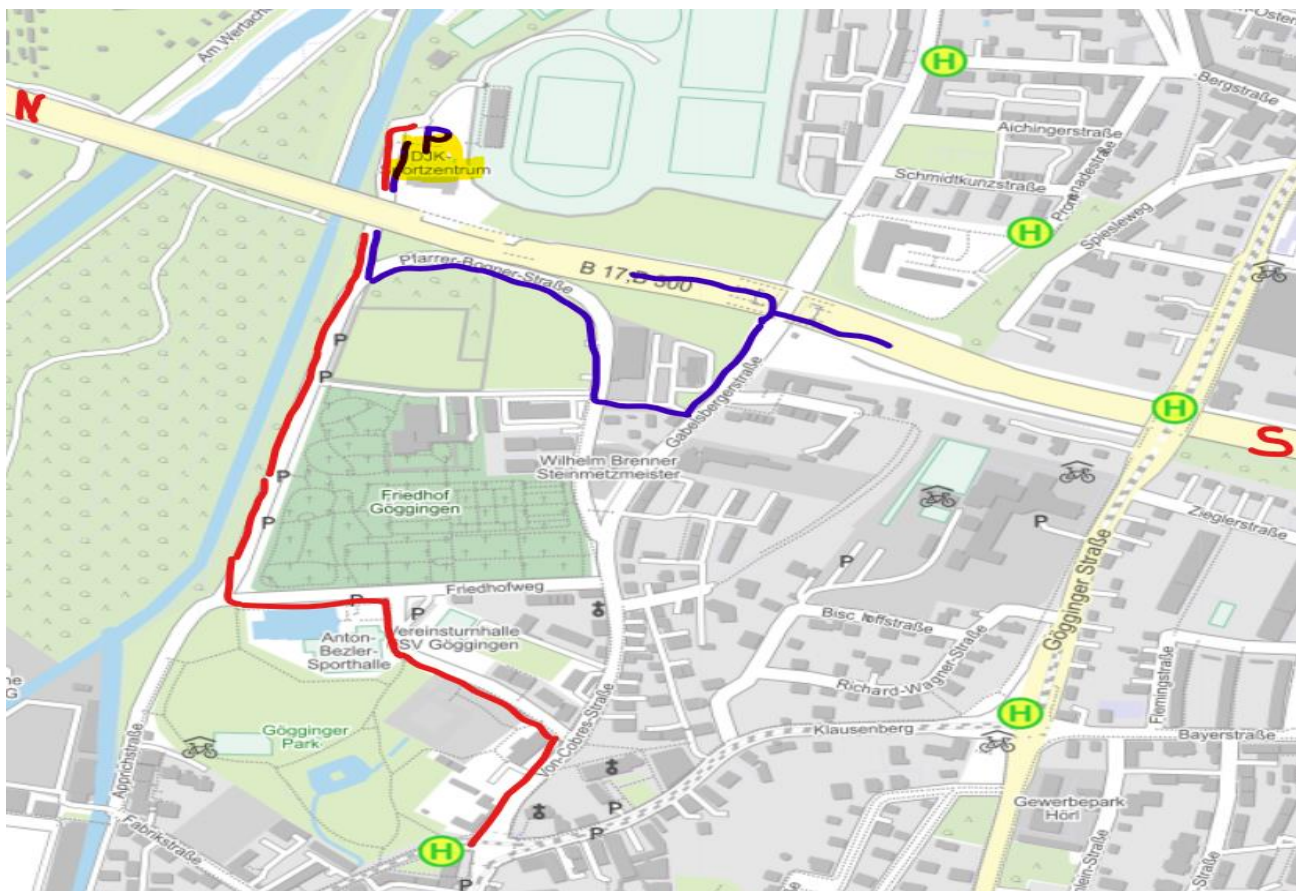 Am Wertach
N
H
Bergstraße
P
Aichingerstraße
DJK-
Sportzentrum
Schmidtkunzstraße
Promenadestraße
H
Spiesleweg
Pfarrer-Bogner-Straße
B 17,B 300
P
P
H
S
Gabelsbergerstraße
Wilhelm Brenner
Steinmetzmeister
P
Friedhof
Göggingen
P
P
Zieglerstraße
P
Friedhofweg
P
P
Gögginger Straße
Anton-
Bezler-
Sporthalle
Vereinsturnhalle
TSV Göggingen
Richard-Wagner-Straße
Flemingstraße
Gögginger
Park
Von-Cobres-Straße
H
Klausenberg
Bayerstraße
Apprichstraße
Gewerbepark
Hörl
P
Fabrikstraße
P
H
P